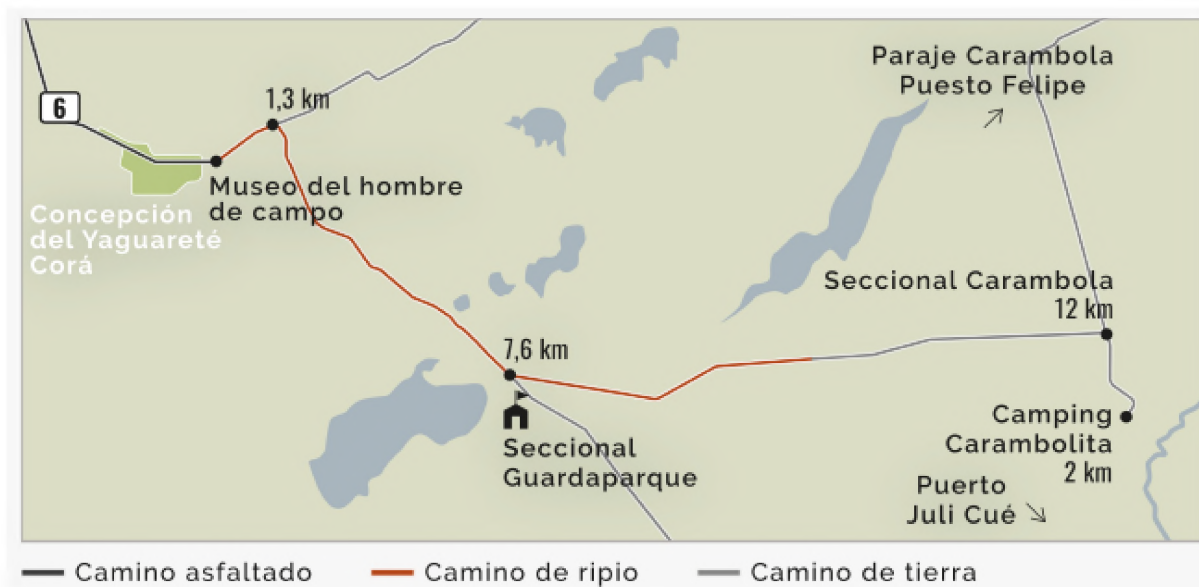 6
1,3 km
Museo del hombre
de campo
Concepción
del Yaguareté
Corá
Paraje Carambola
Puesto Felipe
Seccional Carambola
12 km
7,6 km
Seccional
Guardaparque
Camping
Carambolita
2 km
Puerto
Juli Cué
Camino asfaltado
Camino de ripio
Camino de tierra